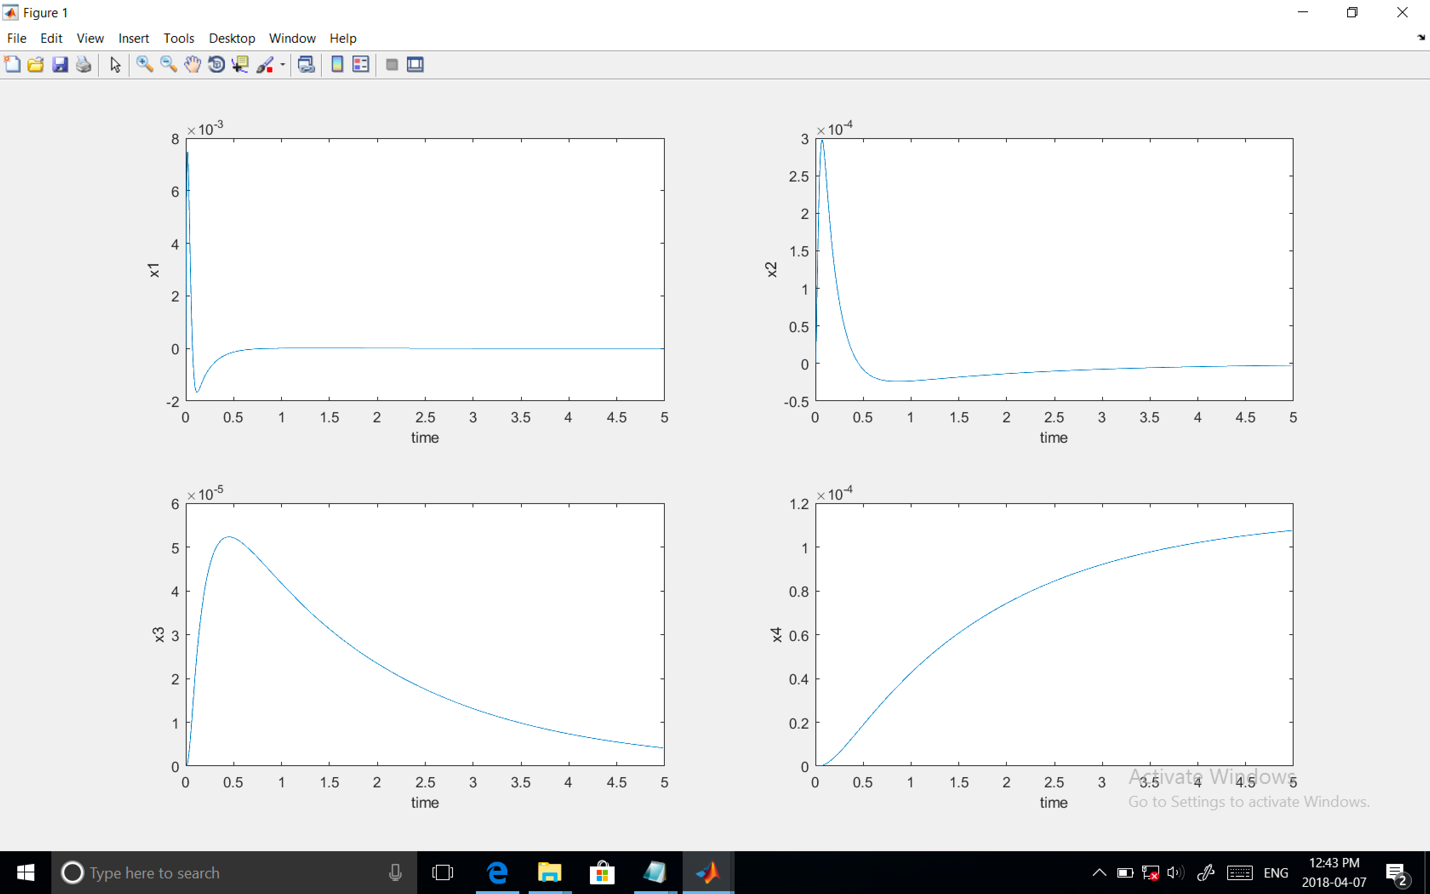 Figure 1
File Edit View Insert Tools Desktop Window Help
×10-3
8
6
4
2
0
-2
x1
0 0.5 1 1.5 2 2.5 3 3.5 4 4.5 5
time
×10-4
3
2.5
2
1.5
1
0.5
0
-0.5
x2
0 0.5 1 1.5 2 2.5 3 3.5 4 4.5 5
time
×10-5
6
5
4
3
2
1
0
x3
0 0.5 1 1.5 2 2.5 3 3.5 4 4.5 5
time
×10-4
1.2
1
0.8
0.6
0.4
0.2
0
x4
0 0.5 1 1.5 2 2.5 3 3.5 4 4.5 5
time
Activate Windows
Go to Settings to activate Windows.
Type here to search
ENG
12:43 PM
2018-04-07
2